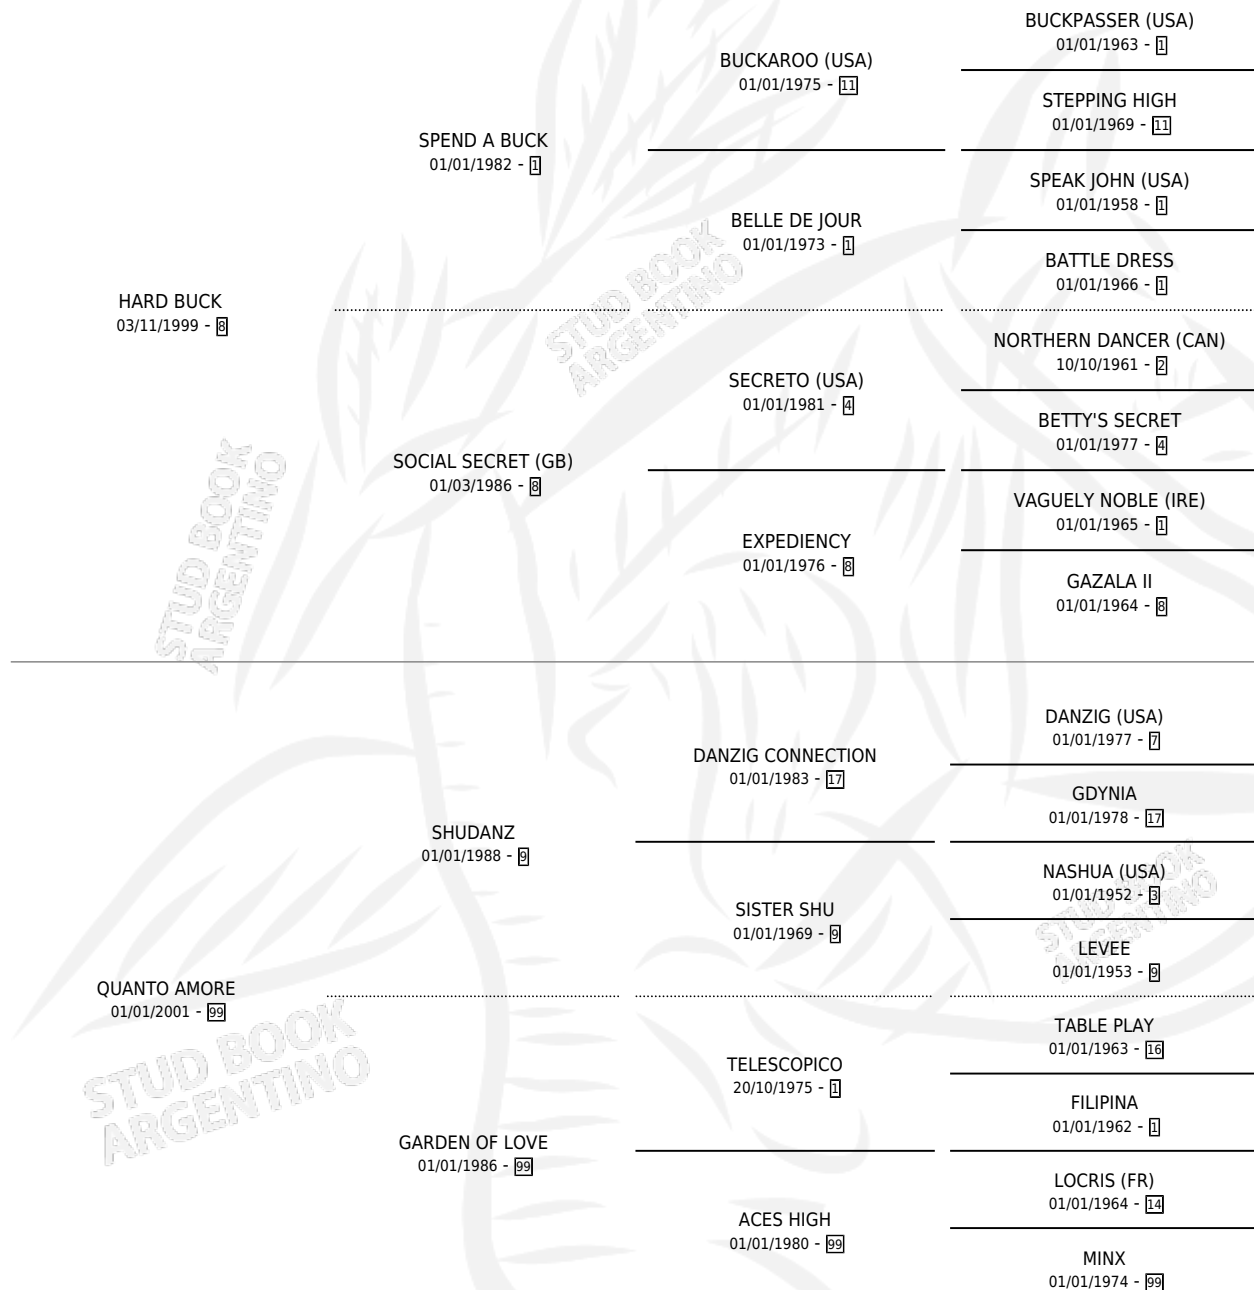 BUCKPASSER (USA)
01/01/1963 - 1
BUCKAROO (USA)
01/01/1975 - 11
STEPPING HIGH
01/01/1969 - 11
SPEND A BUCK
01/01/1982 - 1
SPEAK JOHN (USA)
01/01/1958 - 1
BELLE DE JOUR
01/01/1973 - 1
BATTLE DRESS
01/01/1966 - 1
HARD BUCK
03/11/1999 - 8
NORTHERN DANCER (CAN)
10/10/1961 - 2
SECRETO (USA)
01/01/1981 - 4
BETTY'S SECRET
01/01/1977 - 4
SOCIAL SECRET (GB)
01/03/1986 - 8
VAGUELY NOBLE (IRE)
01/01/1965 - 1
EXPEDIENCY
01/01/1976 - 8
GAZALA II
01/01/1964 - 8
DANZIG (USA)
01/01/1977 - 7
DANZIG CONNECTION
01/01/1983 - 17
GDYNIA
01/01/1978 - 17
SHUDANZ
01/01/1988 - 9
NASHUA (USA)
01/01/1952 - 3
SISTER SHU
01/01/1969 - 9
LEVEE
01/01/1953 - 9
QUANTO AMORE
01/01/2001 - 99
TABLE PLAY
01/01/1963 - 16
TELESCOPICO
20/10/1975 - 1
FILIPINA
01/01/1962 - 1
GARDEN OF LOVE
01/01/1986 - 99
LOCRIS (FR)
01/01/1964 - 14
ACES HIGH
01/01/1980 - 99
MINX
01/01/1974 - 99
STUD BOOK
ARGENTINO
STUD BOOK
ARGENTINO
STUD BOOK
ARGENTINO
STUD BOOK
ARGENTINO